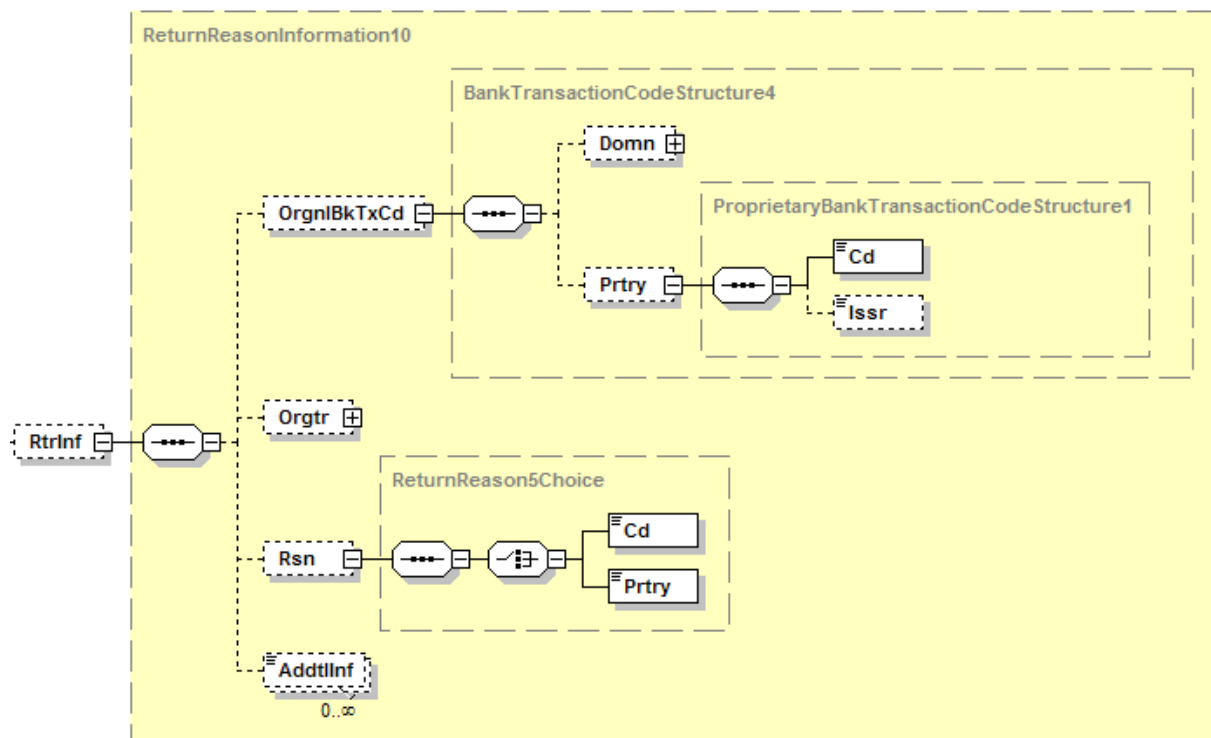 ReturnReasonInformation10
BankTransactionCodeStructure4
Domn
OrgnlBkTxCd
ProprietaryBankTransactionCodeStructure1
Cd
Prtry
Issr
Orgtr
RtrInf
ReturnReason5Choice
Cd
Rsn
Prtry
AddtlInf
0..∞